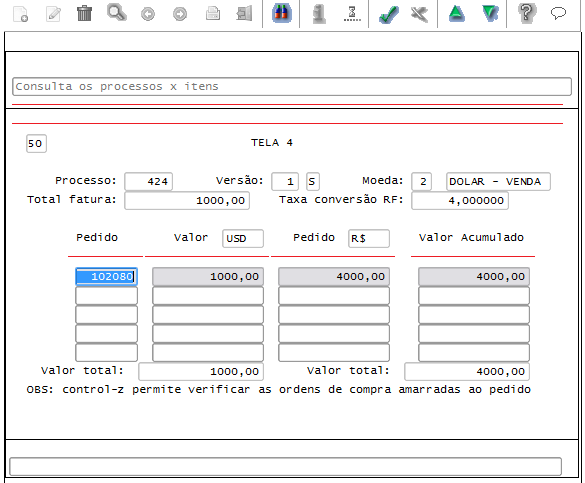 Consulta os processos x itens
50 TELA 4
Processo: 424 Versão: 1 S Moeda: 2 DOLAR - VENDA
Total fatura: 1000,00 Taxa conversão RF: 4,000000
Pedido Valor USD Pedido R$ Valor Acumulado
102080 1000,00 4000,00 4000,00
Valor total: 1000,00 Valor total: 4000,00
OBS: control-z permite verificar as ordens de compra amarradas ao pedido